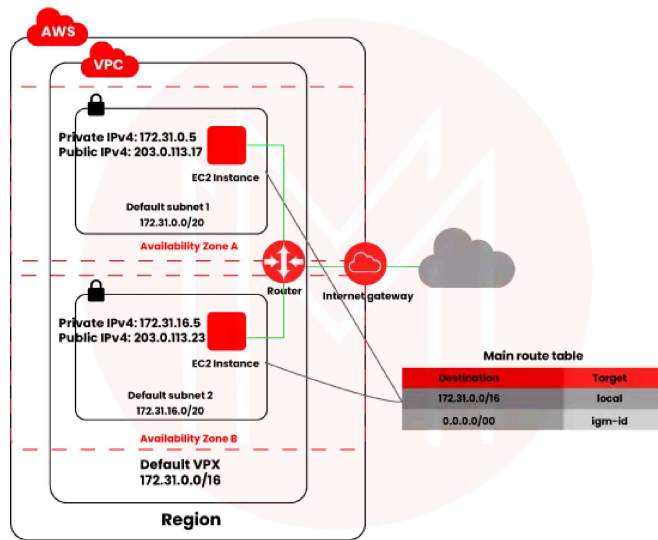 AWS
VPC
Private IPv4: 172.31.0.5
Public IPv4: 203.0.113.17
EC2 Instance
Default subnet 1
172.31.0.0/20
Availability Zone A
Router
Internet gateway
Private IPv4: 172.31.16.5
Public IPv4: 203.0.113.23
EC2 Instance
Default subnet 2
172.31.16.0/20
Availability Zone B
Default VPX
172.31.0.0/16
Region
Main route table
Destination Target
172.31.0.0/16 local
0.0.0.0/00 igm-id